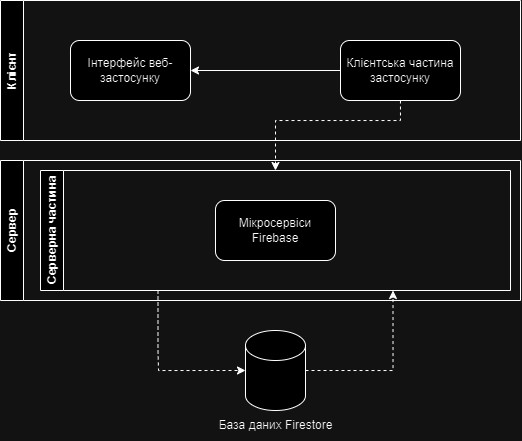 Клієнт
Інтерфейс веб-
застосунку
Клієнтська частина
застосунку
Сервер
Серверна частина
Мікросервіси
Firebase
База даних Firestore